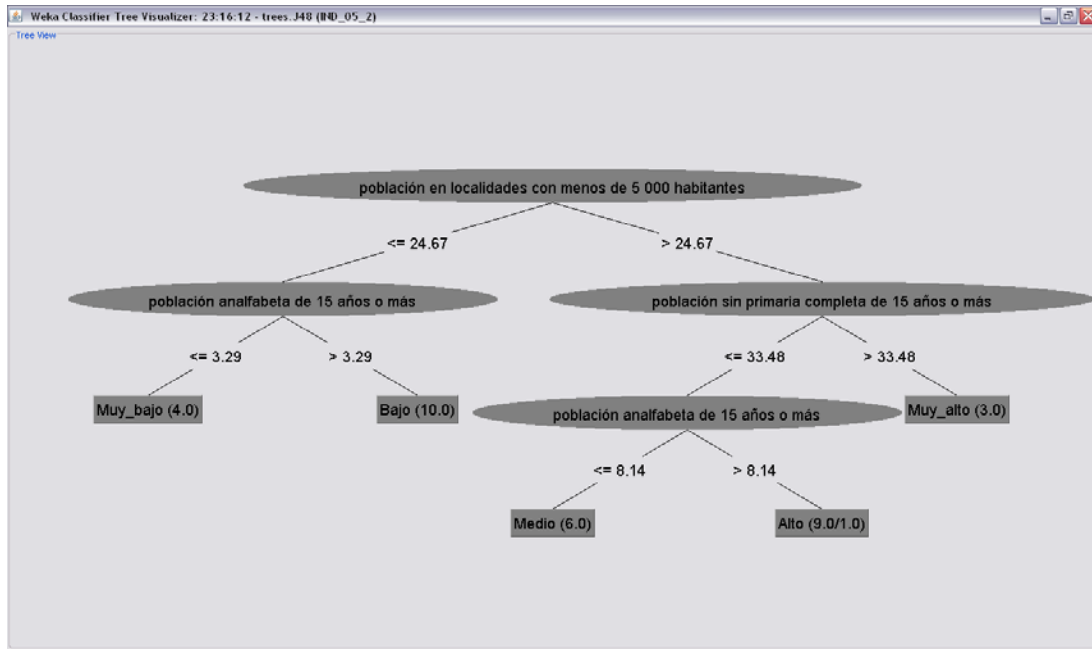 Weka Classifier Tree Visualizer: 23:16:12 - trees.J48 (IND_05_2)
Tree View
población en localidades con menos de 5 000 habitantes
<= 24.67 > 24.67
población analfabeta de 15 años o más población sin primaria completa de 15 años o más
<= 3.29 > 3.29 <= 33.48 > 33.48
Muy_bajo (4.0) Bajo (10.0) población analfabeta de 15 años o más Muy_alto (3.0)
<= 8.14 > 8.14
Medio (6.0) Alto (9.0/1.0)